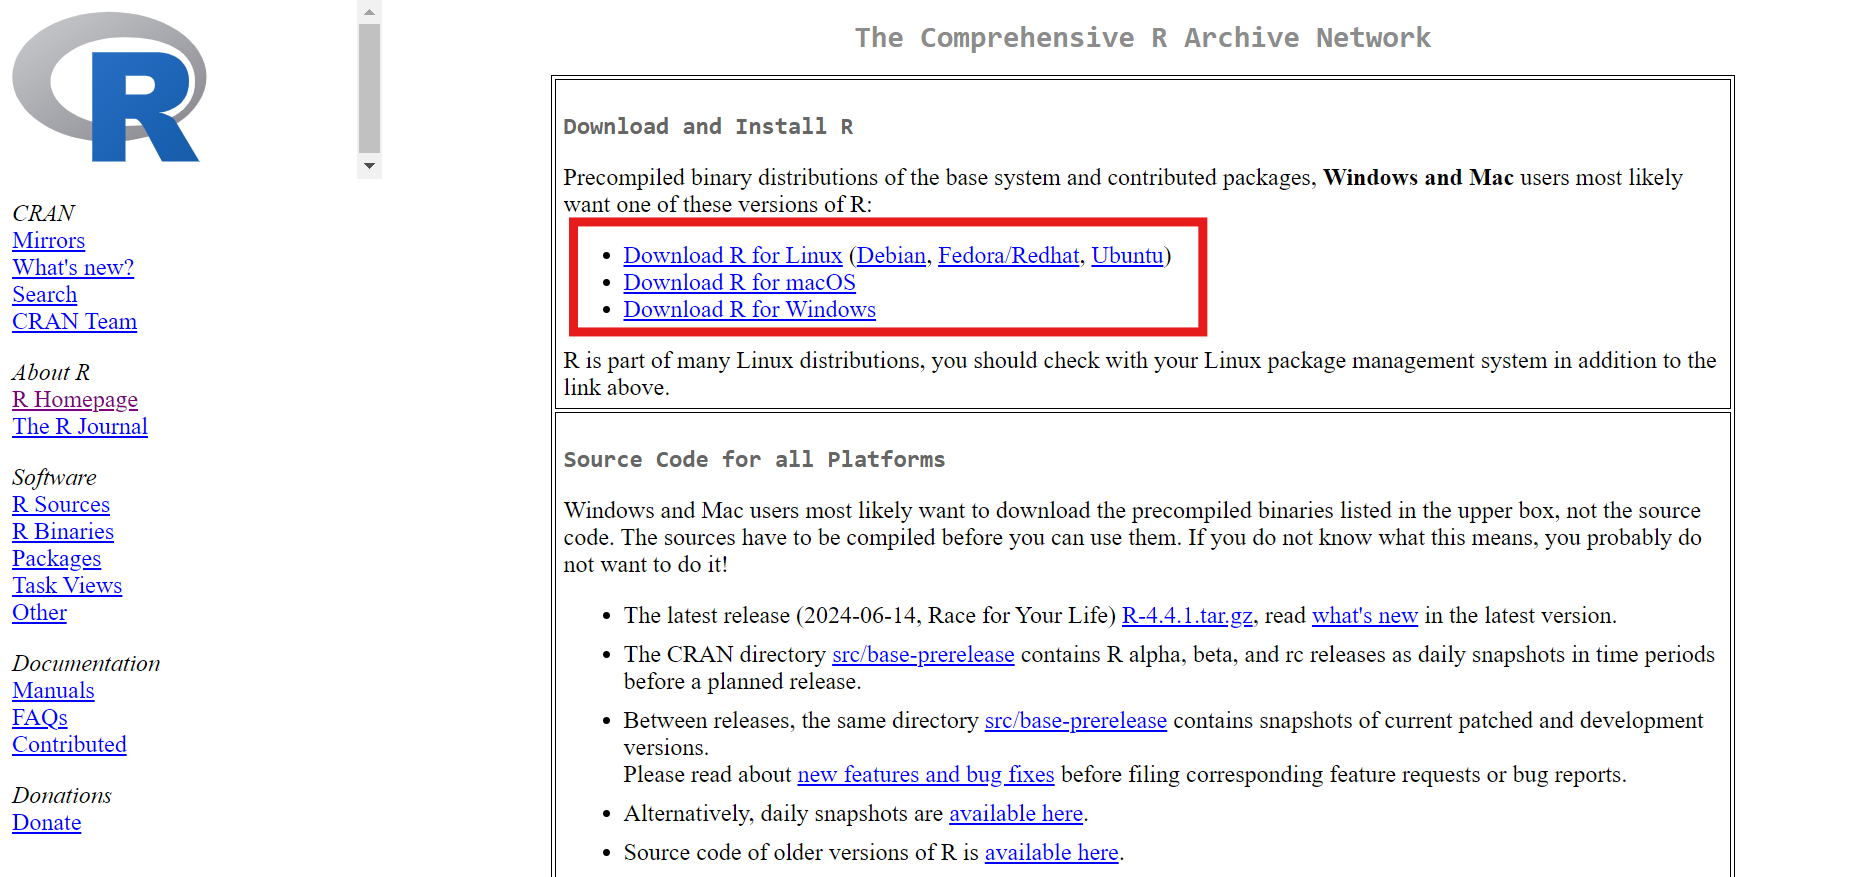 R
CRAN
Mirrors
What's new?
Search
CRAN Team
About R
R Homepage
The R Journal
Software
R Sources
R Binaries
Packages
Task Views
Other
Documentation
Manuals
FAQs
Contributed
Donations
Donate
The Comprehensive R Archive Network
Download and Install R
Precompiled binary distributions of the base system and contributed packages, Windows and Mac users most likely
want one of these versions of R:
• Download R for Linux (Debian, Fedora/Redhat, Ubuntu)
• Download R for macOS
• Download R for Windows
R is part of many Linux distributions, you should check with your Linux package management system in addition to the
link above.
Source Code for all Platforms
Windows and Mac users most likely want to download the precompiled binaries listed in the upper box, not the source
code. The sources have to be compiled before you can use them. If you do not know what this means, you probably do
not want to do it!
• The latest release (2024-06-14, Race for Your Life) R-4.4.1.tar.gz, read what's new in the latest version.
• The CRAN directory src/base-prerelease contains R alpha, beta, and rc releases as daily snapshots in time periods
before a planned release.
• Between releases, the same directory src/base-prerelease contains snapshots of current patched and development
versions.
Please read about new features and bug fixes before filing corresponding feature requests or bug reports.
• Alternatively, daily snapshots are available here.
• Source code of older versions of R is available here.